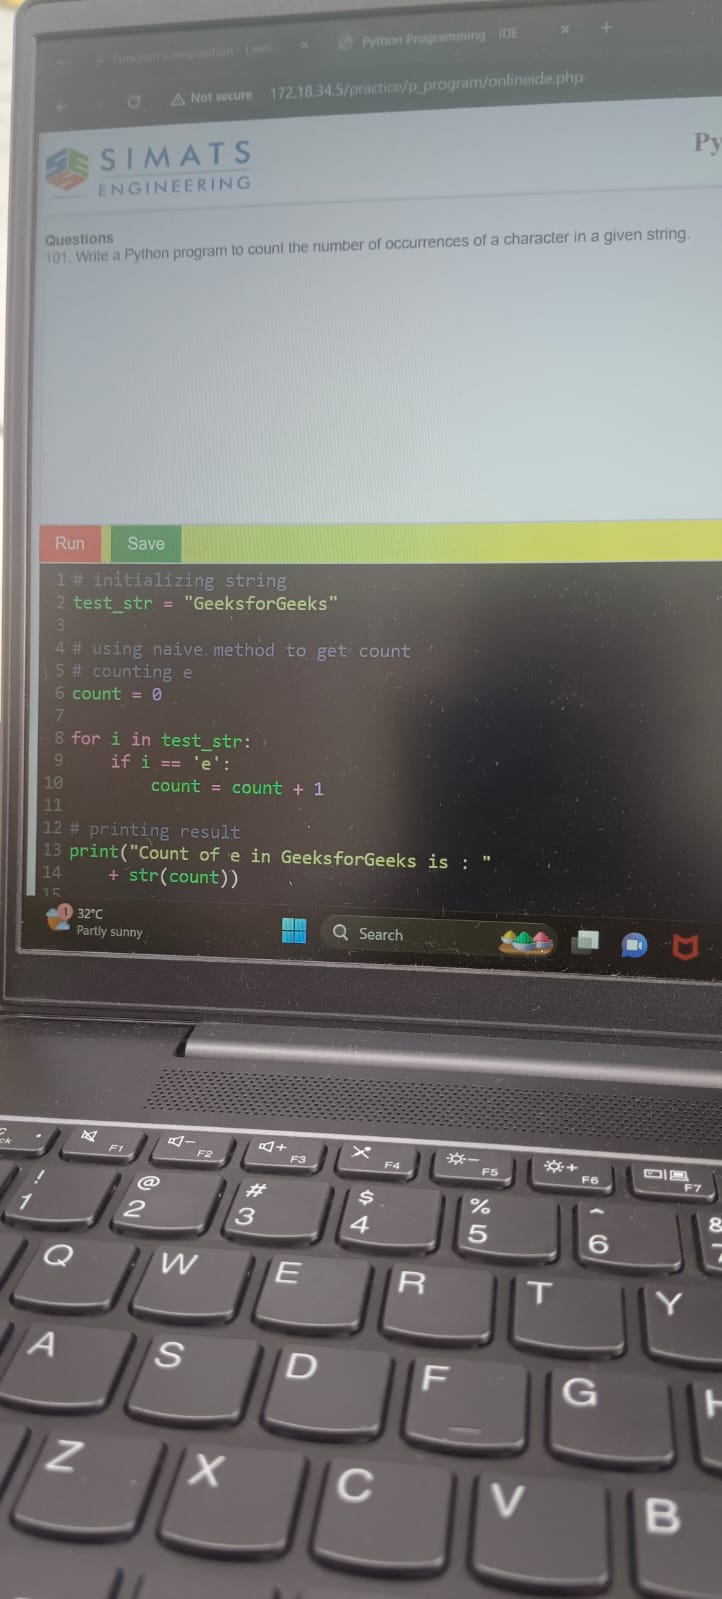 Function Composition - Leet
Python Programming - IDE
Not secure 172.18.34.5/practice/p_program/onlineide.php
SIMATS
ENGINEERING
Py
Questions
101. Write a Python program to count the number of occurrences of a character in a given string.
Run Save
1 # initializing string
2 test_str = "GeeksforGeeks"
3
4 # using naive method to get count
5 # counting e
6 count = 0
7
8 for i in test_str:
9 if i == 'e':
10 count = count + 1
11
12 # printing result
13 print("Count of e in GeeksforGeeks is : "
14 + str(count))
15
1
32°C
Partly sunny
Search
F1 F2 F3 F4 F5 F6 F7
! @ # $ % ^ &
1 2 3 4 5 6 7
Q W E R T Y
A S D F G H
Z X C V B